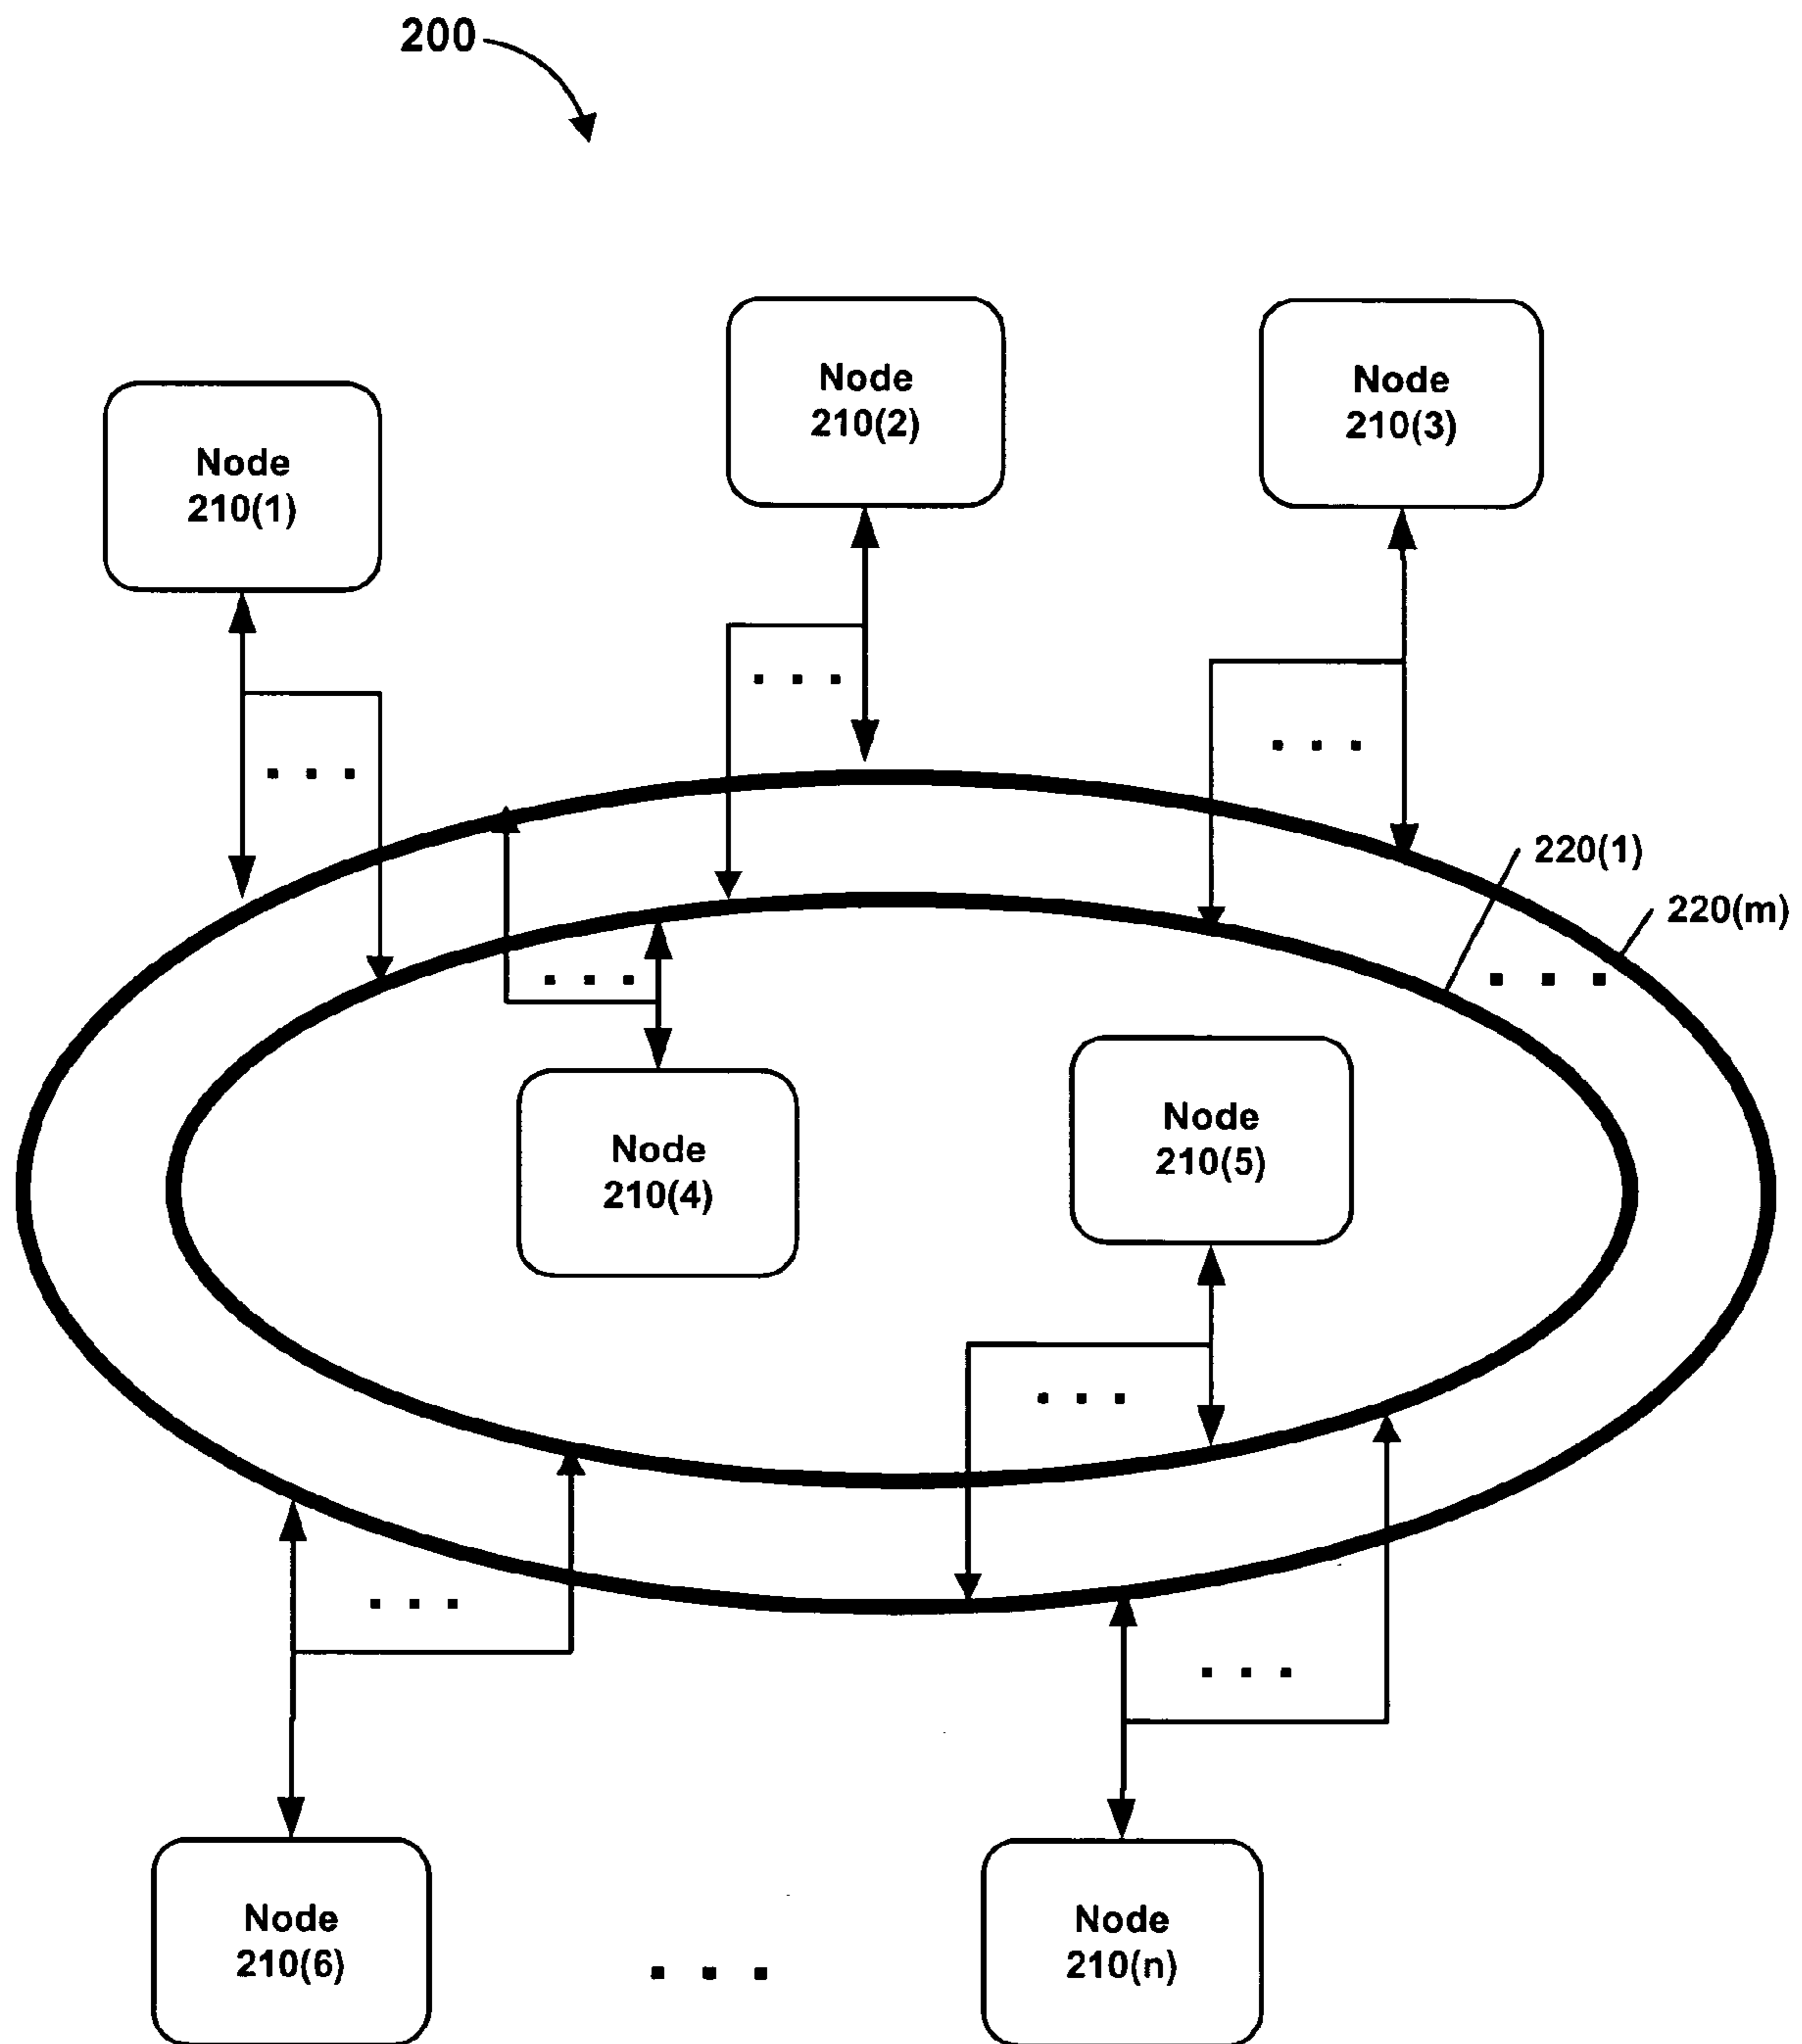 200
Node
210(2)
Node
210(3)
Node
210(1)
. . .
. . .
. . .
220(1)
220(m)
. . .
. . .
Node
210(5)
Node
210(4)
. . .
. . .
. . .
Node
210(6)
Node
210(n)
. . .